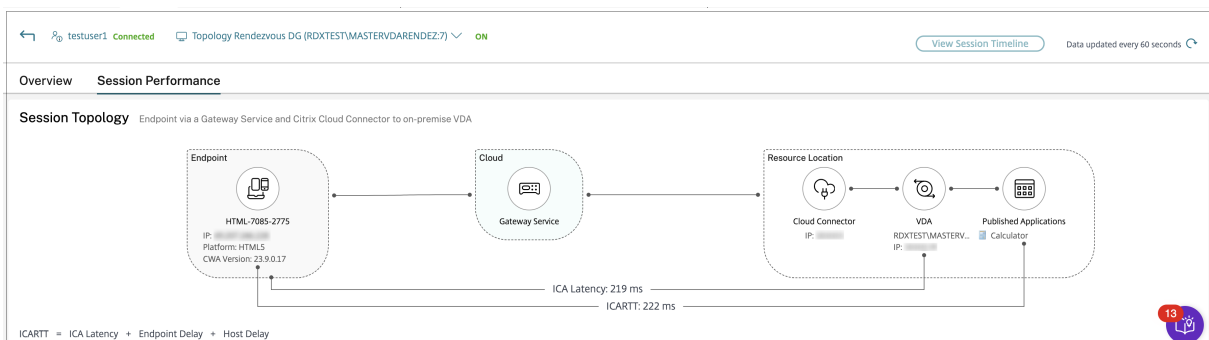 testuser1 Connected Topology Rendezvous DG (RDXTEST\MASTERVDARENDEZ:7) ON
View Session Timeline Data updated every 60 seconds
Overview Session Performance
Session Topology Endpoint via a Gateway Service and Citrix Cloud Connector to on-premise VDA
Endpoint
HTML-7085-2775
IP:
Platform: HTML5
CWA Version: 23.9.0.17
Cloud
Gateway Service
Resource Location
Cloud Connector
IP:
VDA
RDXTEST\MASTERV...
IP:
Published Applications
Calculator
ICA Latency: 219 ms
ICARTT: 222 ms
ICARTT = ICA Latency + Endpoint Delay + Host Delay
13